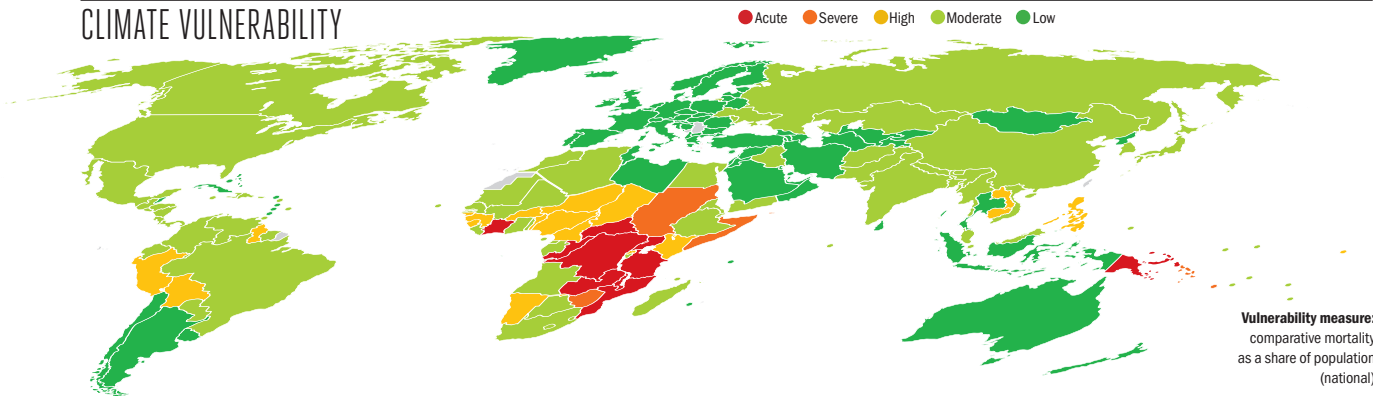 CLIMATE VULNERABILITY
Acute Severe High Moderate Low
Vulnerability measure:
comparative mortality
as a share of population
(national)